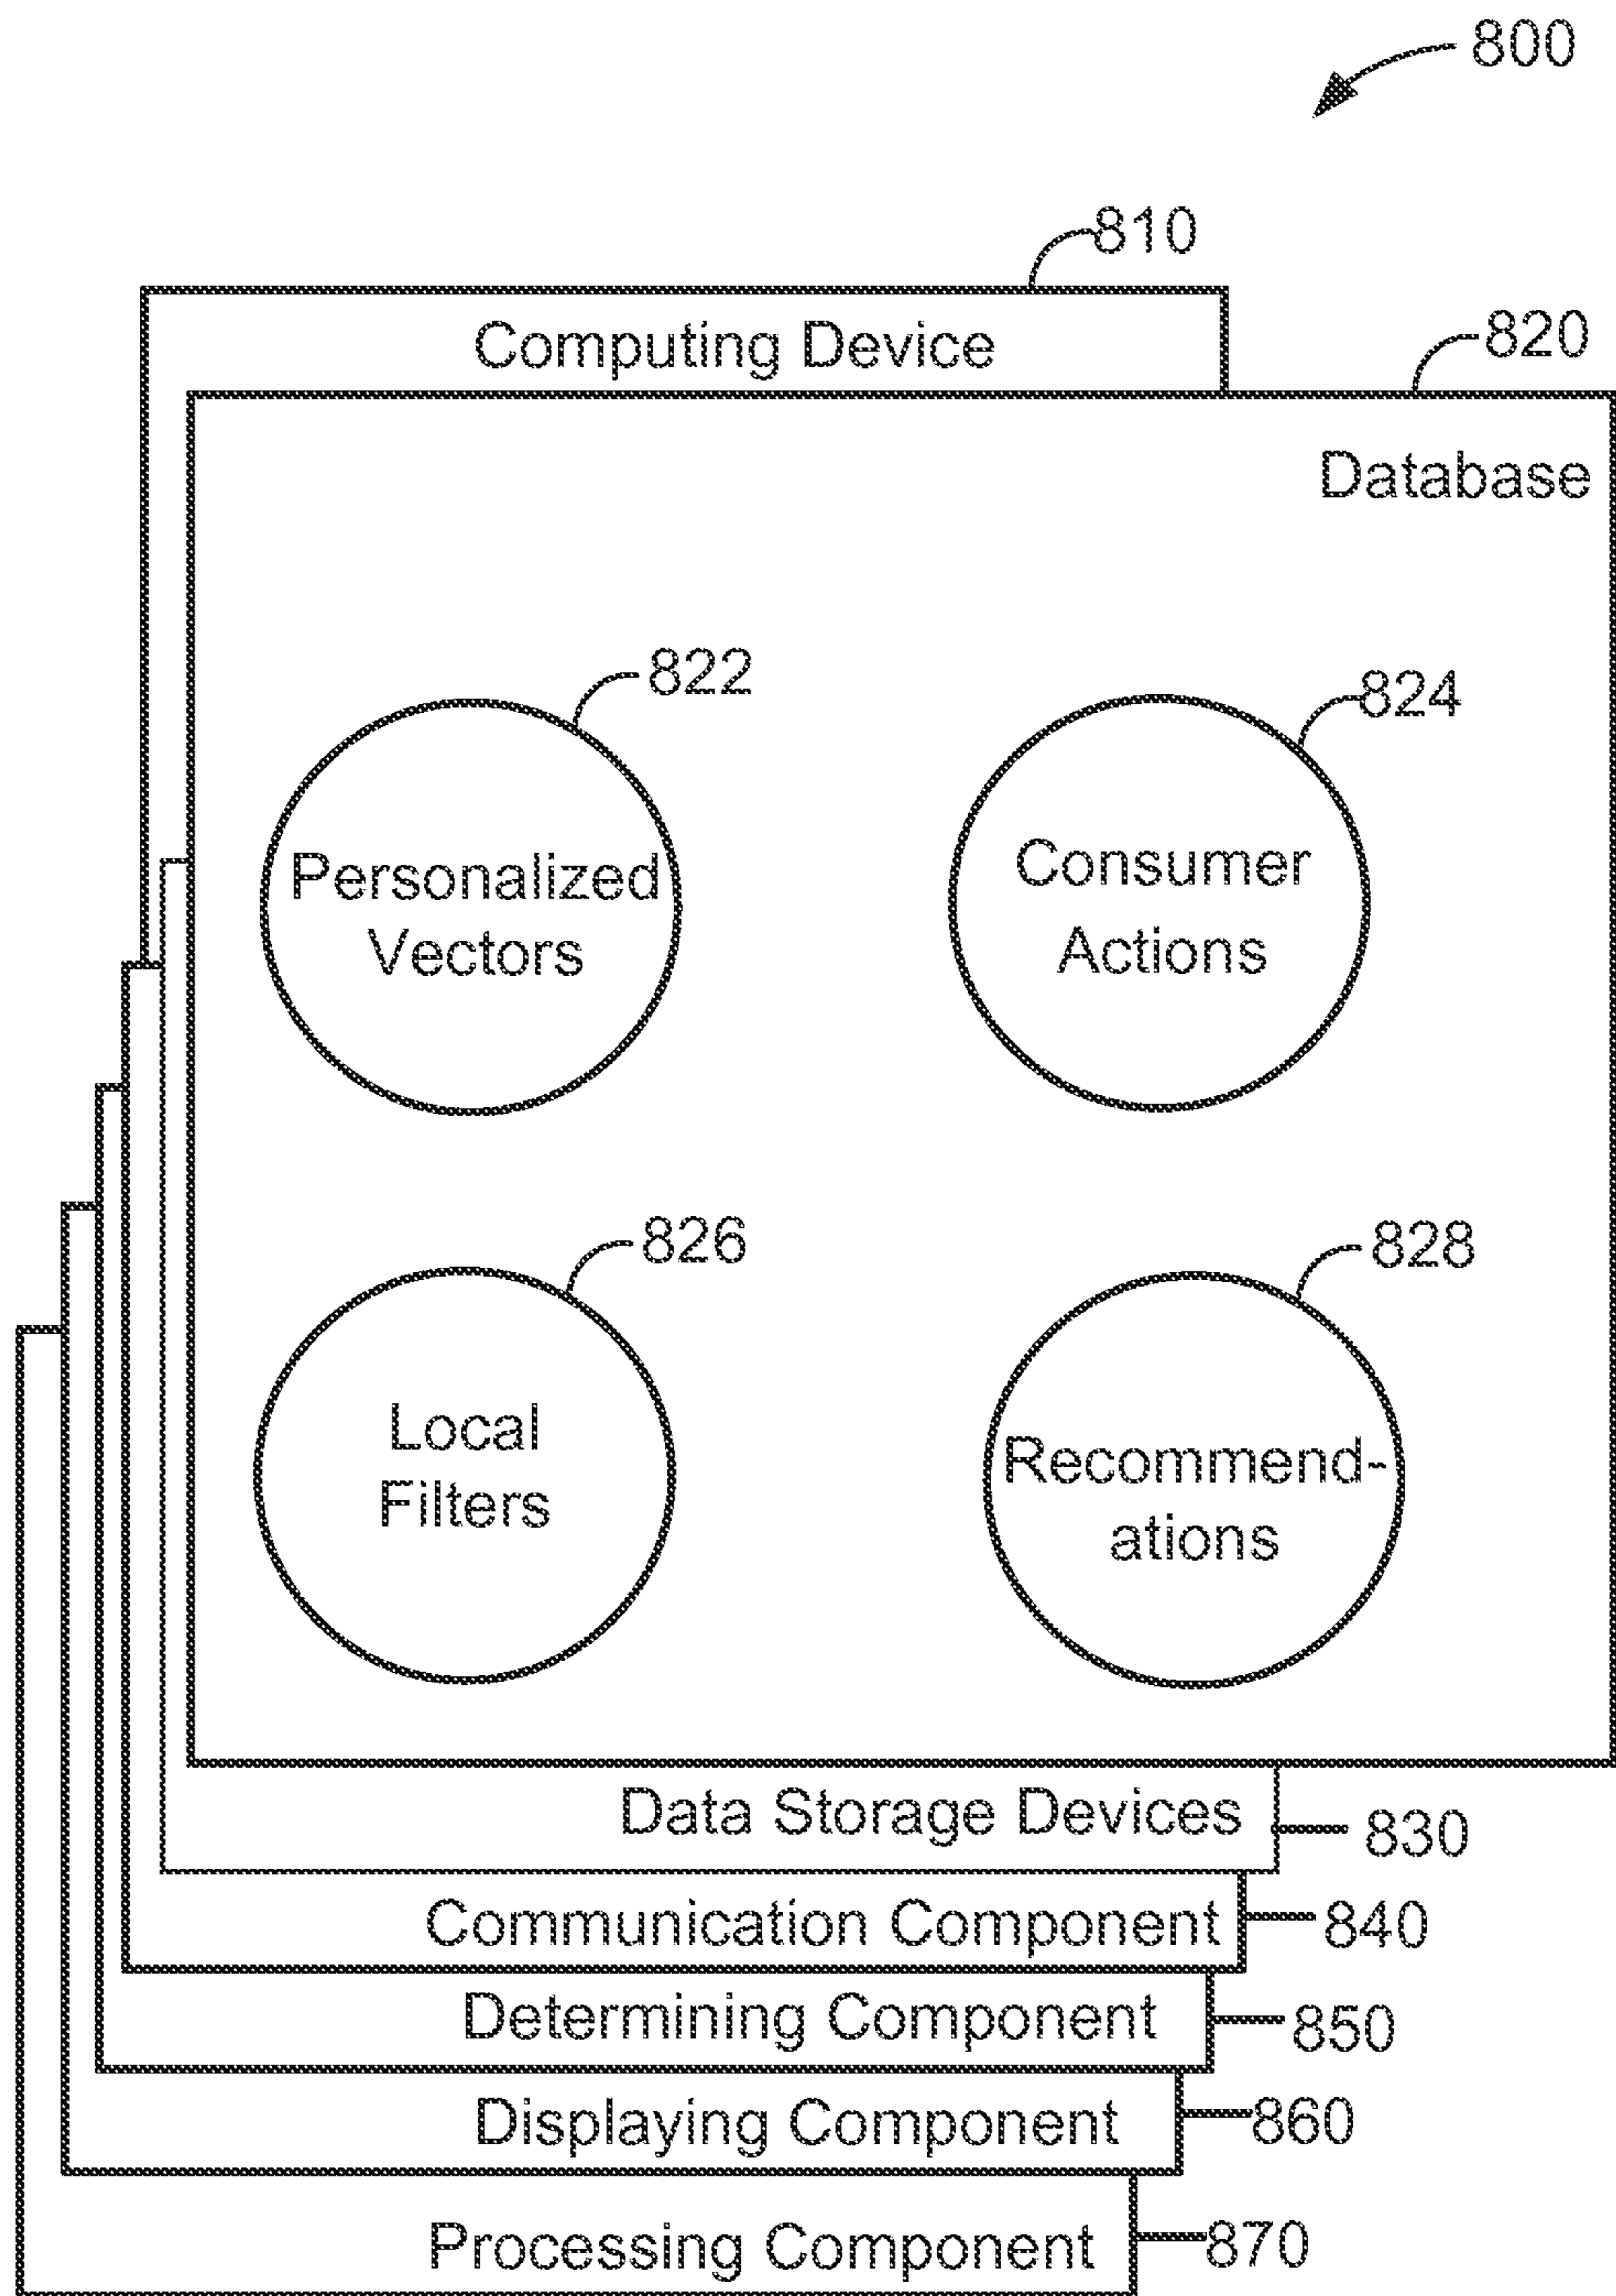 800
810
Computing Device
820
Database
822
824
Personalized
Vectors
Consumer
Actions
826
828
Local
Filters
Recommend-
ations
Data Storage Devices
830
Communication Component
840
Determining Component
850
Displaying Component
860
Processing Component
870